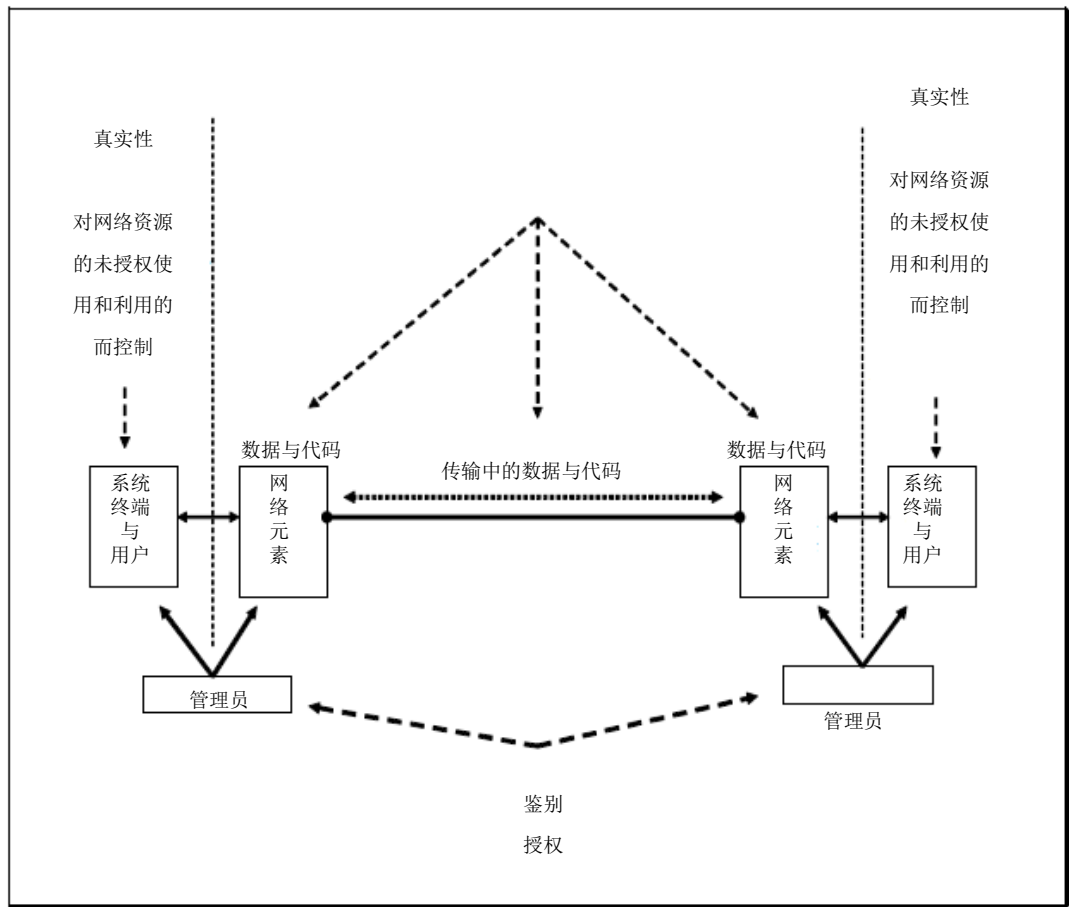 真实性
对网络资源
的未授权使
用和利用的
而控制
真实性
对网络资源
的未授权使
用和利用的
而控制
数据与代码
传输中的数据与代码
数据与代码
系统
终端
与
用户
网
络
元
素
网
络
元
素
系统
终端
与
用户
管理员
管理员
鉴别
授权